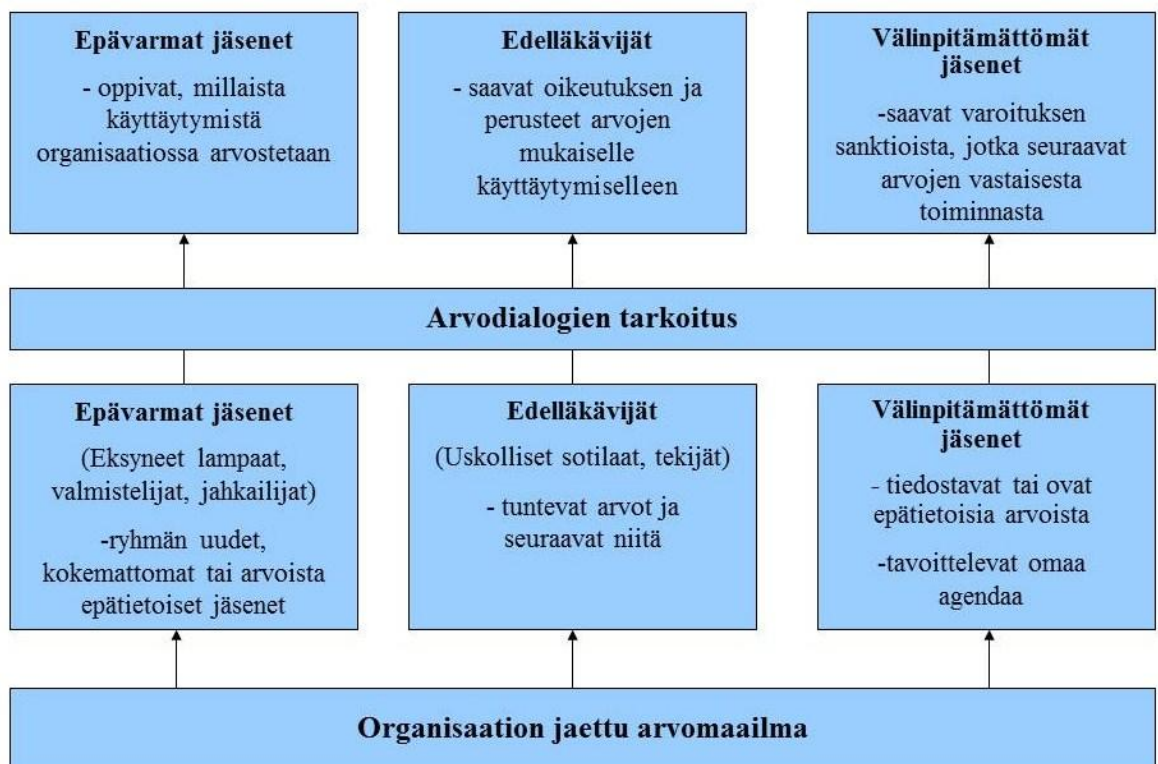 Epävarmat jäsenet
- oppivat, millaista
käyttäytymistä
organisaatiossa arvostetaan
Edelläkävijät
- saavat oikeutuksen ja
perusteet arvojen
mukaiselle
käyttäytymiselleen
Välinpitämättömät
jäsenet
-saavat varoituksen
sanktioista, jotka seuraavat
arvojen vastaisesta
toiminnasta
Arvodialogien tarkoitus
Epävarmat jäsenet
(Eksyneet lampaat,
valmistelijat, jahkailijat)
-ryhmän uudet,
kokemattomat tai arvoista
epätietoiset jäsenet
Edelläkävijät
(Uskolliset sotilaat, tekijät)
- tuntevat arvot ja
seuraavat niitä
Välinpitämättömät
jäsenet
- tiedostavat tai ovat
epätietoisia arvoista
-tavoittelevat omaa
agendaa
Organisaation jaettu arvomaailma